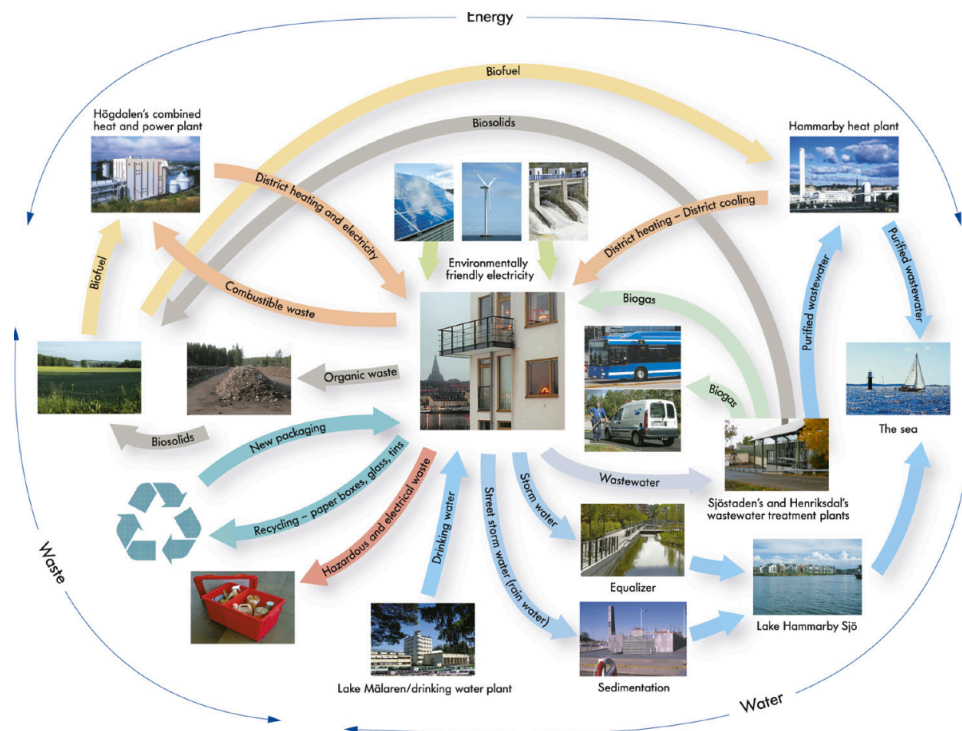 Energy
Biofuel
Högdalen's combined
heat and power plant
Biosolids
Hammarby heat plant
District heating and electricity
District heating – District cooling
Environmentally
friendly electricity
Biofuel
Combustible waste
Biogas
Purified wastewater
Purified wastewater
Organic waste
Biogas
The sea
Biosolids
New packaging
Wastewater
Sjöstaden's and Henriksdal's
wastewater treatment plants
Recycling – paper boxes, glass, tins
Hazardous and electrical waste
Drinking water
Street storm water (rain water)
Storm water
Waste
Equalizer
Lake Hammarby Sjö
Lake Mälaren/drinking water plant
Sedimentation
Water